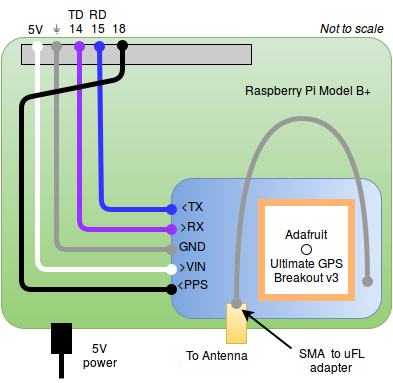 TD RD
5V ⏚ 14 15 18
Not to scale
Raspberry Pi Model B+
<TX
>RX
GND
>VIN
<PPS
Adafruit
Ultimate GPS
Breakout v3
5V
power
To Antenna
SMA to uFL
adapter